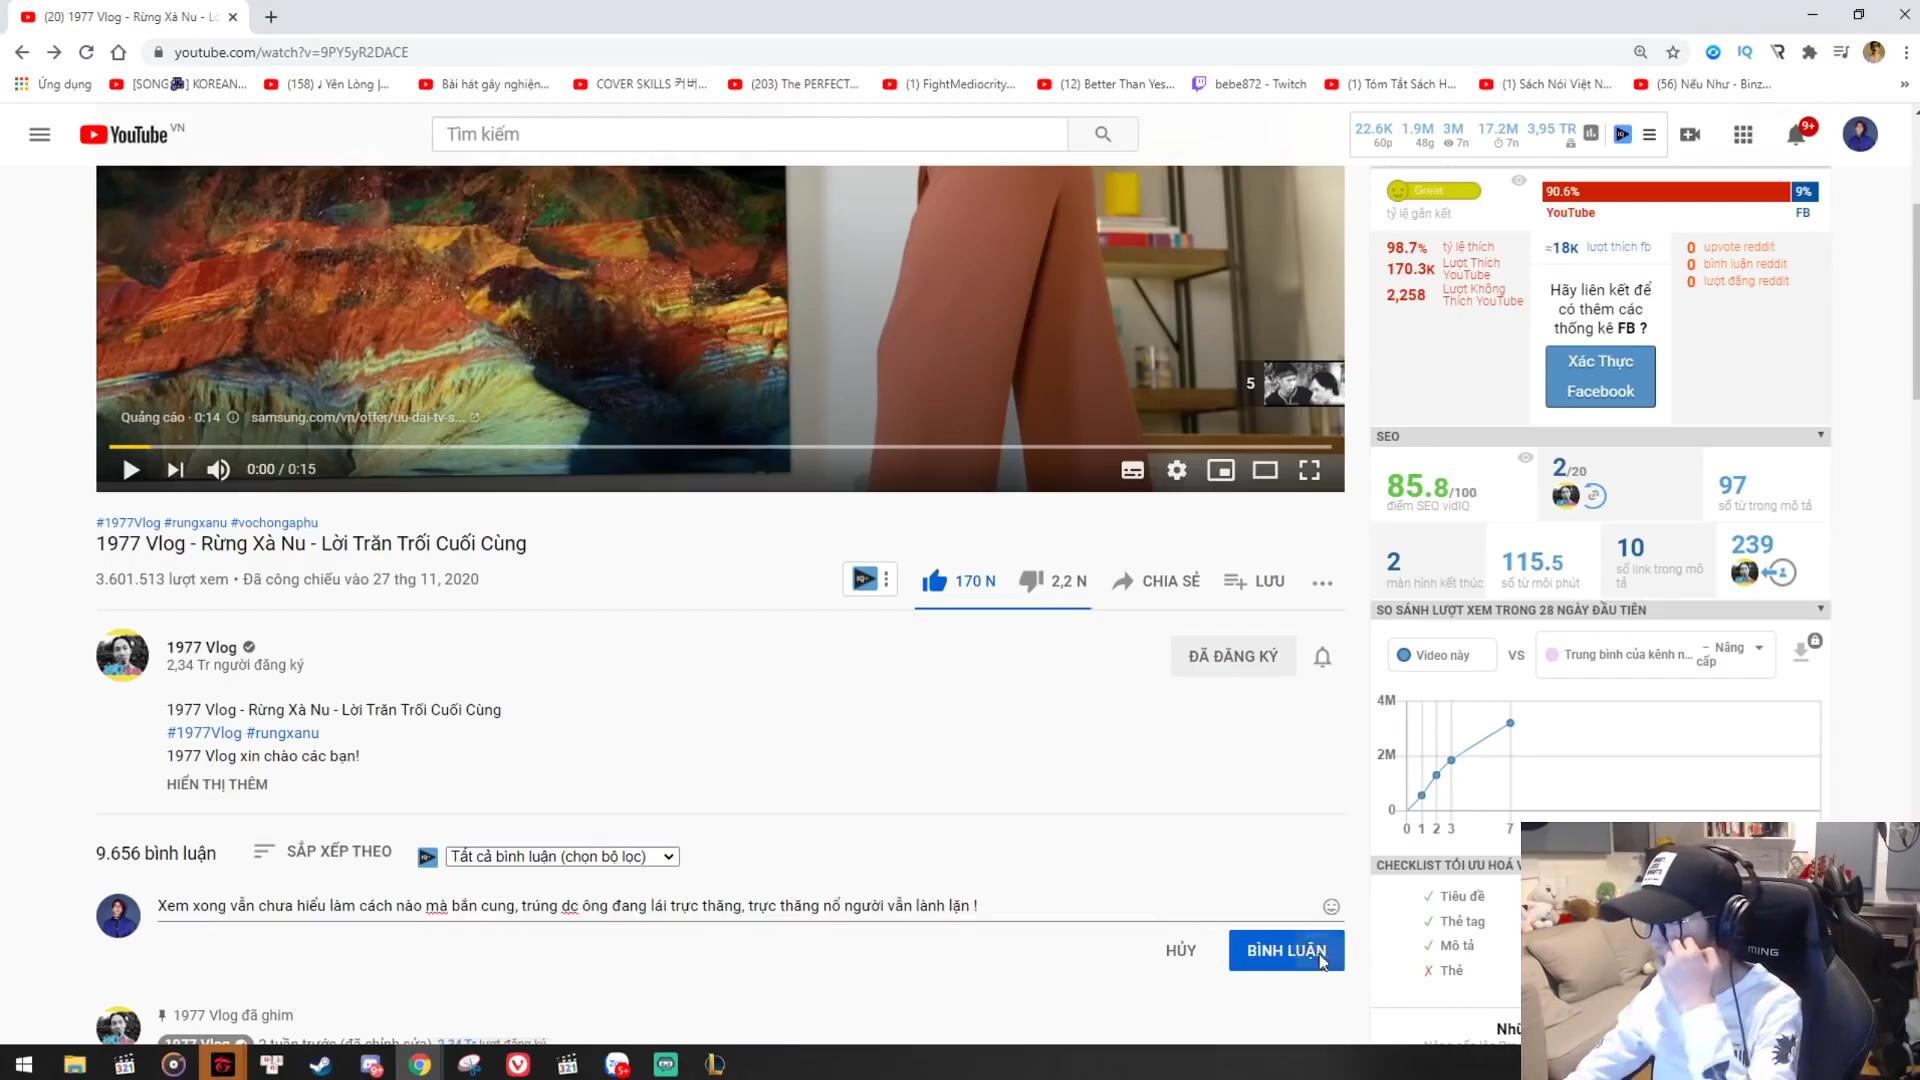 (20) 1977 Vlog - Rừng Xà Nu - Lờ
youtube.com/watch?v=9PY5yR2DACE
Ứng dụng
[SONG] KOREAN...
(158) ♩ Yên Lòng |...
Bài hát gây nghiện...
COVER SKILLS 커버...
(203) The PERFECT...
(1) FightMediocrity...
(12) Better Than Yes...
bebe872 - Twitch
(1) Tóm Tắt Sách H...
(1) Sách Nói Việt N...
(56) Nếu Như - Binz...
YouTube VN
Tìm kiếm
22.6K 1.9M 3M 17.2M 3,95 TR
60p 48g 7n 7n
9+
Great
tỷ lệ gắn kết
90.6% 9%
YouTube FB
98.7% tỷ lệ thích
170.3K Lượt Thích YouTube
2,258 Lượt Không Thích YouTube
≈18K lượt thích fb
Hãy liên kết để
có thêm các
thống kê FB ?
Xác Thực
Facebook
0 upvote reddit
0 bình luận reddit
0 lượt đăng reddit
5
Quảng cáo · 0:14 samsung.com/vn/offer/uu-dai-tv-s...
0:00 / 0:15
SEO
85.8/100
điểm SEO vidIQ
2/20
97
số từ trong mô tả
2
màn hình kết thúc
115.5
số từ mỗi phút
10
số link trong mô tả
239
#1977Vlog #rungxanu #vochongaphu
1977 Vlog - Rừng Xà Nu - Lời Trăn Trối Cuối Cùng
3.601.513 lượt xem • Đã công chiếu vào 27 thg 11, 2020
170 N
2,2 N
CHIA SẺ
LƯU
SO SÁNH LƯỢT XEM TRONG 28 NGÀY ĐẦU TIÊN
Video này VS Trung bình của kênh n... – Nâng cấp
4M
2M
0
0 1 2 3 7
1977 Vlog
2,34 Tr người đăng ký
ĐÃ ĐĂNG KÝ
1977 Vlog - Rừng Xà Nu - Lời Trăn Trối Cuối Cùng
#1977Vlog #rungxanu
1977 Vlog xin chào các bạn!
HIỂN THỊ THÊM
9.656 bình luận
SẮP XẾP THEO
Tất cả bình luận (chọn bộ lọc)
CHECKLIST TỐI ƯU HOÁ V
✓ Tiêu đề
✓ Thẻ tag
✓ Mô tả
✗ Thẻ
Xem xong vẫn chưa hiểu làm cách nào mà bắn cung, trúng dc ông đang lái trực thăng, trực thăng nổ người vẫn lành lặn !
HỦY
BÌNH LUẬN
1977 Vlog đã ghim
1977 Vlog 2 tuần trước (đã chỉnh sửa) 2,34 Tr lượt đăng ký